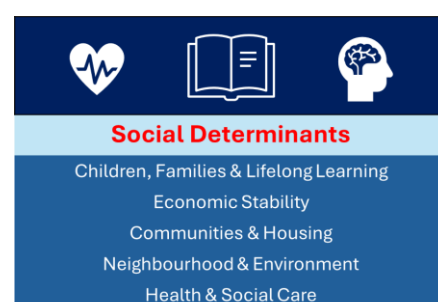 Social Determinants
Children, Families & Lifelong Learning
Economic Stability
Communities & Housing
Neighbourhood & Environment
Health & Social Care